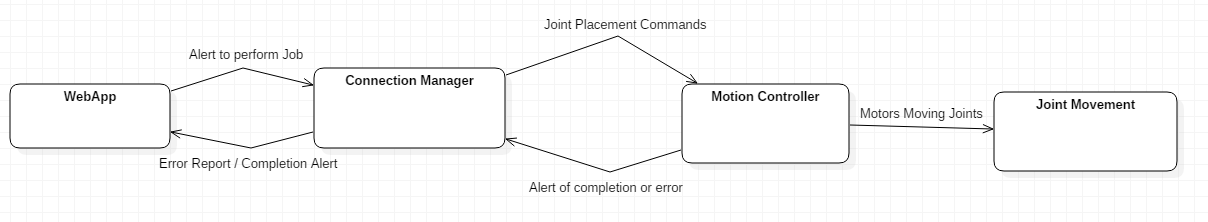 Joint Placement Commands
Alert to perform Job
WebApp
Connection Manager
Motion Controller
Joint Movement
Motors Moving Joints
Error Report / Completion Alert
Alert of completion or error